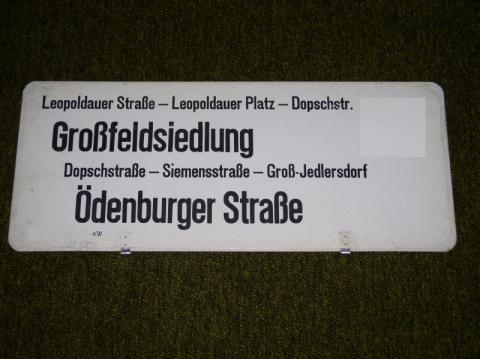 Leopoldauer Straße – Leopoldauer Platz – Dopschstr.
Großfeldsiedlung
Dopschstraße – Siemensstraße – Groß-Jedlersdorf
Ödenburger Straße